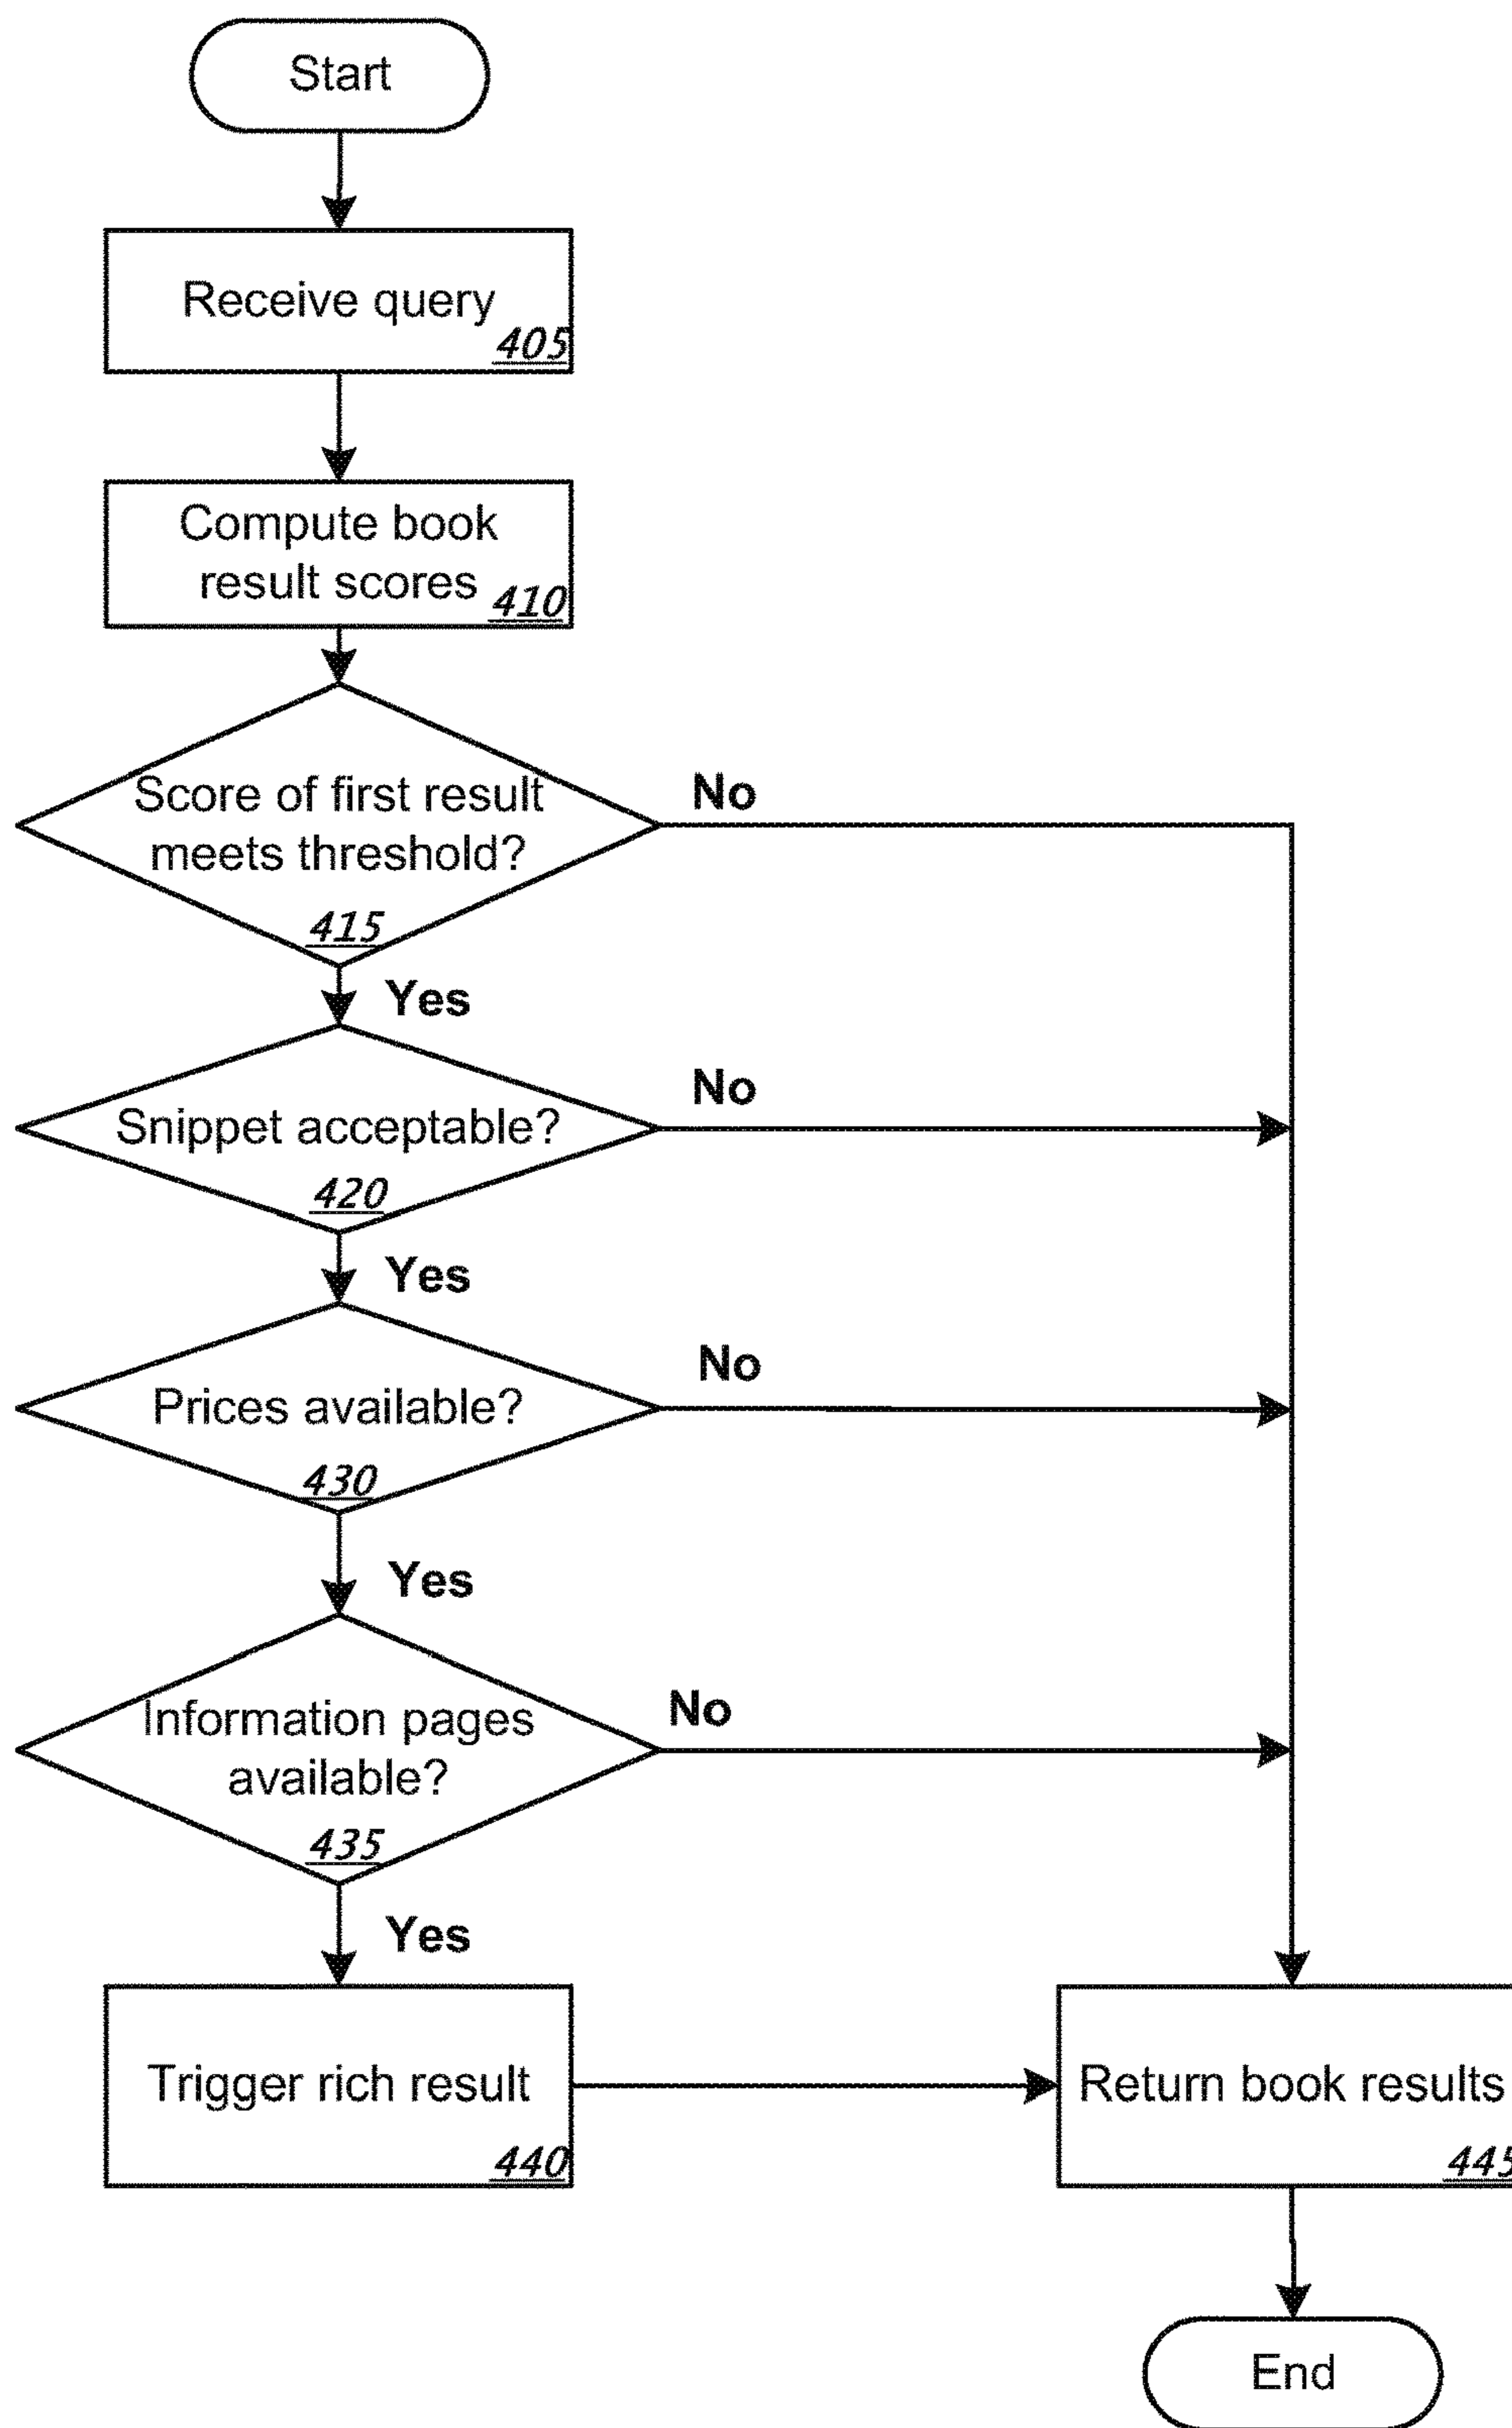 Start
Receive query
405
Compute book
result scores
410
Score of first result
meets threshold?
415
No
Yes
Snippet acceptable?
420
No
Yes
Prices available?
430
No
Yes
Information pages
available?
435
No
Yes
Trigger rich result
440
Return book results
445
End